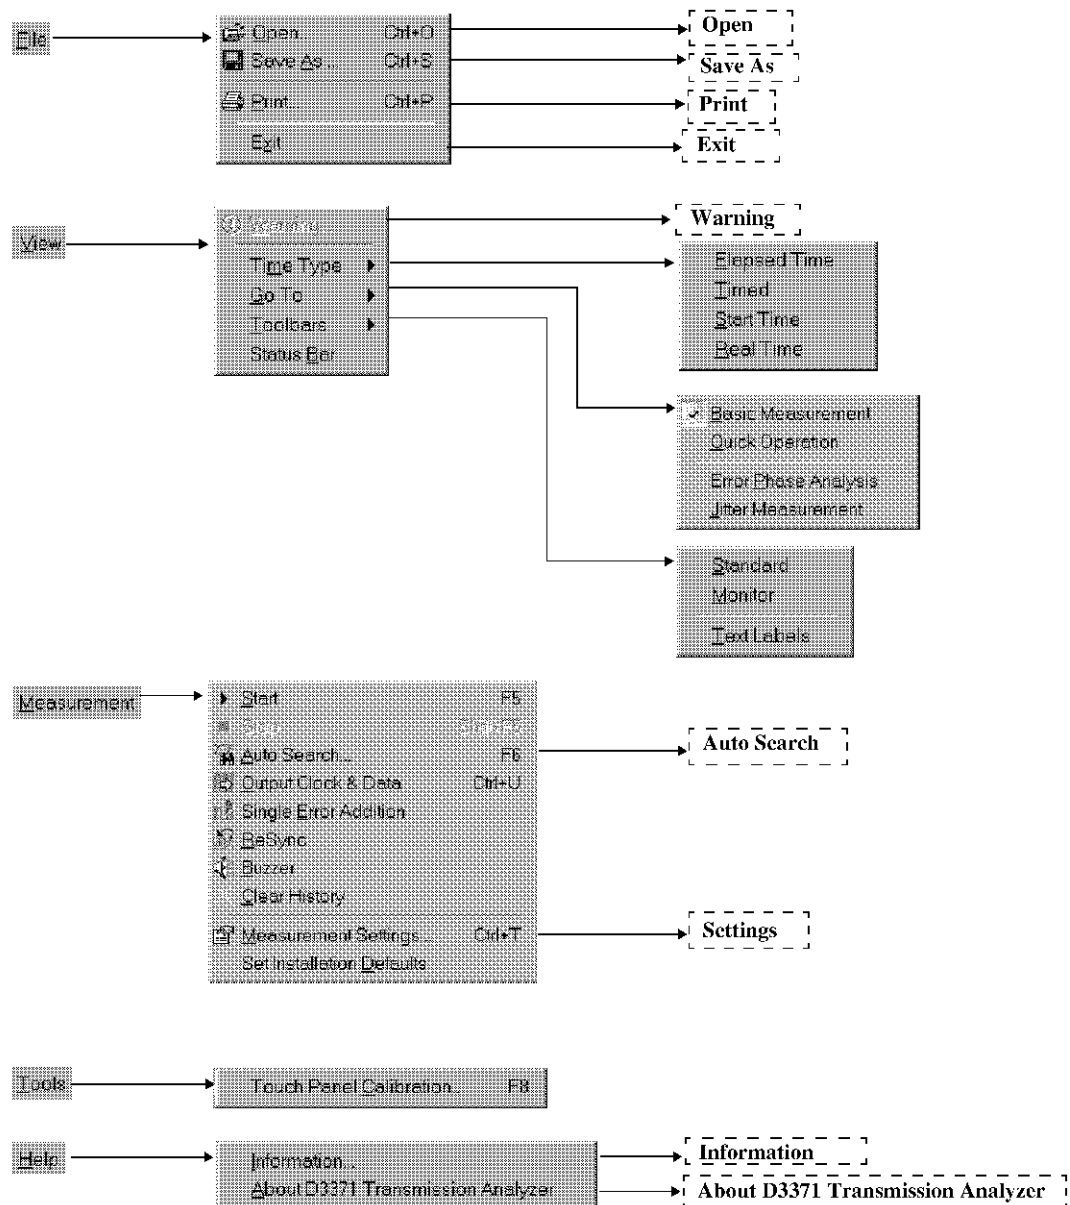 File
Open... Ctrl+O
Save As... Ctrl+S
Print... Ctrl+P
Exit
Open
Save As
Print
Exit
View
Warning...
Time Type
Go To
Toolbars
Status Bar
Warning
Elapsed Time
Timed
Start Time
Real Time
Basic Measurement
Quick Operation
Error Phase Analysis
Jitter Measurement
Standard
Monitor
Text Labels
Measurement
Start F5
Stop Shift+F5
Auto Search... F6
Output Clock & Data Ctrl+U
Single Error Addition
ReSync
Buzzer
Clear History
Measurement Settings... Ctrl+T
Set Installation Defaults
Auto Search
Settings
Tools
Touch Panel Calibration... F8
Help
Information...
About D3371 Transmission Analyzer
Information
About D3371 Transmission Analyzer